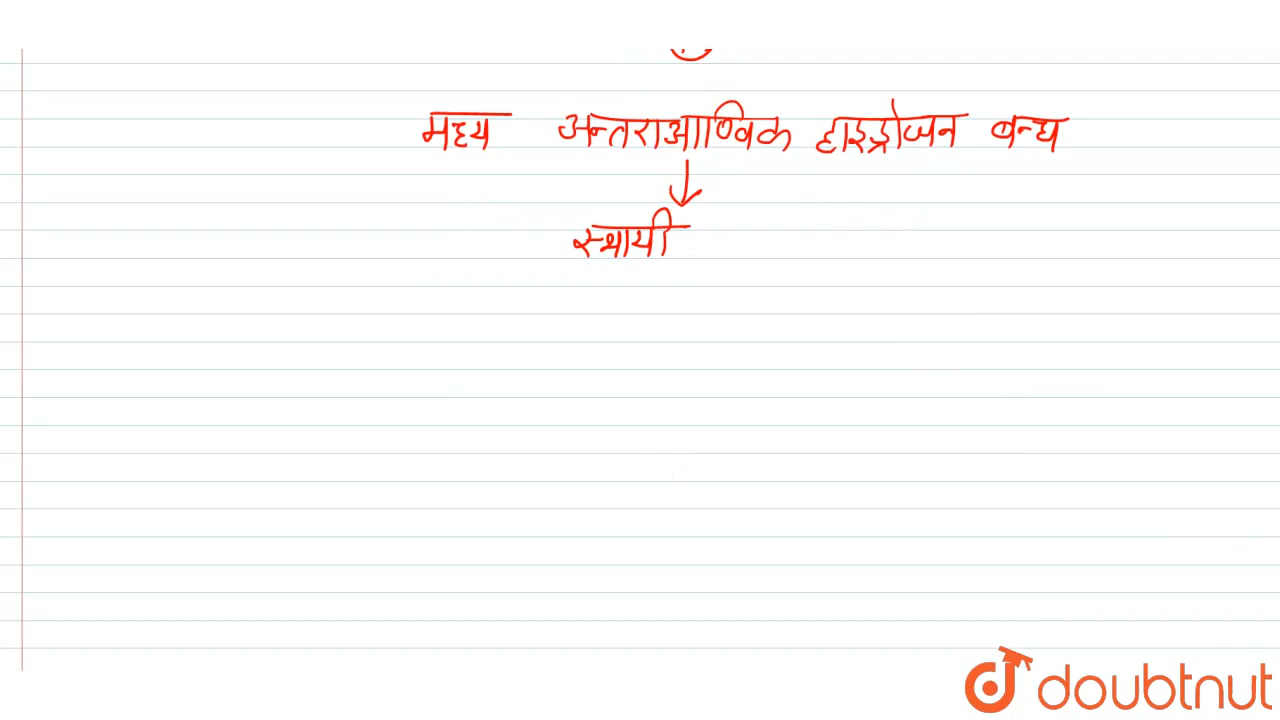 मध्य अन्तराआण्विक हाइड्रोजन बन्ध
स्थायी
doubtnut